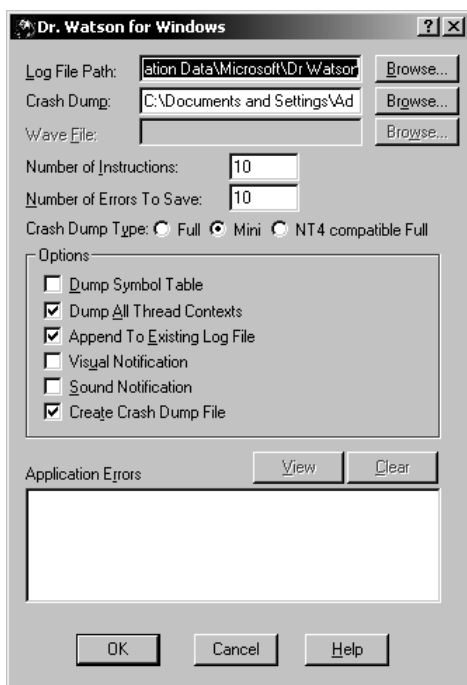 Dr. Watson for Windows
Log File Path: ation Data\Microsoft\Dr Watson Browse...
Crash Dump: C:\Documents and Settings\Ad Browse...
Wave File: Browse...
Number of Instructions: 10
Number of Errors To Save: 10
Crash Dump Type: Full Mini NT4 compatible Full
Options
Dump Symbol Table
Dump All Thread Contexts
Append To Existing Log File
Visual Notification
Sound Notification
Create Crash Dump File
Application Errors View Clear
OK Cancel Help